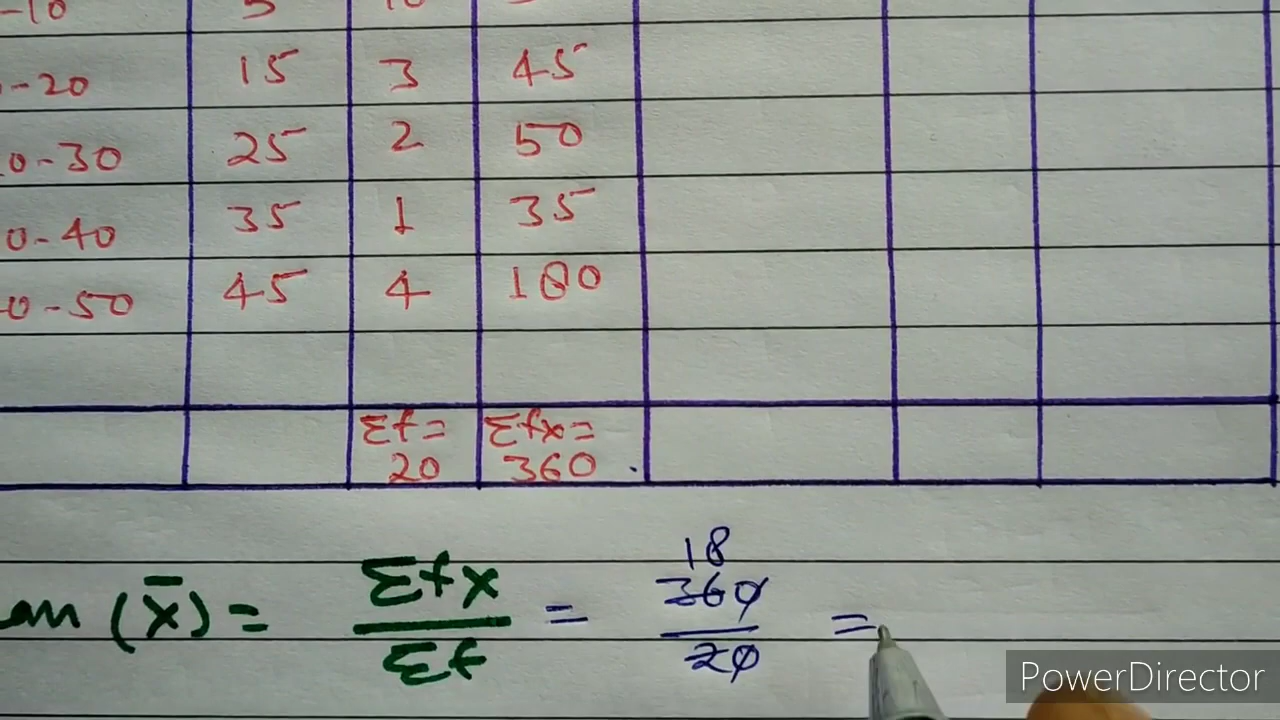 -10 5 10
-20 15 3 45
0-30 25 2 50
0-40 35 1 35
0-50 45 4 180
Σf= Σfx=
20 360
an (x̄) = Σfx/Σf = 360/20 =
18
PowerDirector